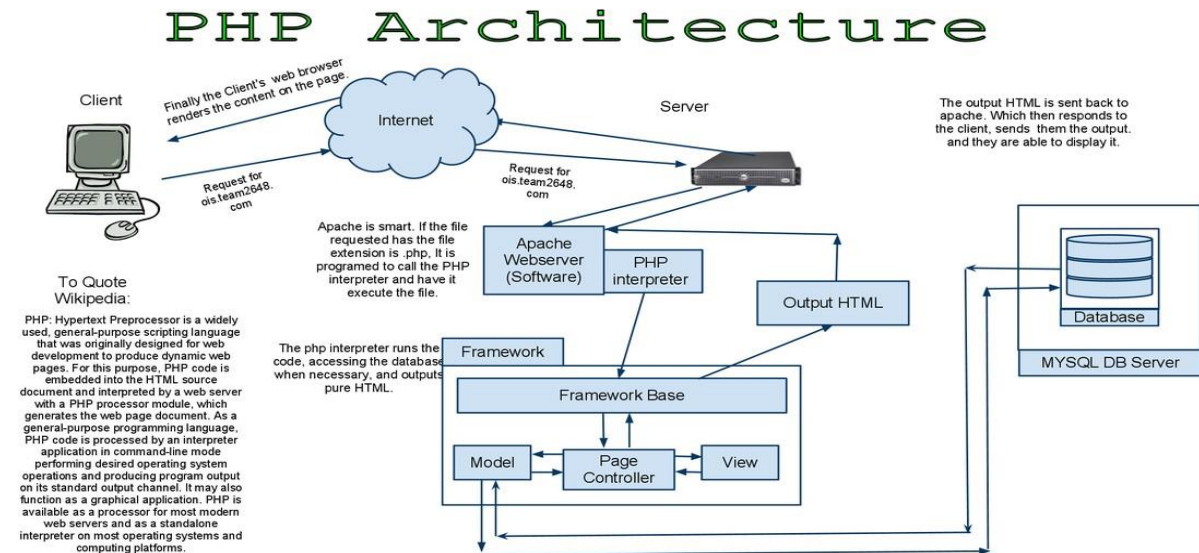 PHP Architecture
Client
Finally the Client's web browser
renders the content on the page.
Internet
Server
The output HTML is sent back to
apache. Which then responds to
the client, sends them the output.
and they are able to display it.
Request for
ois.team2648.
com
Request for
ois.team2648.
com
Apache is smart. If the file
requested has the file
extension is .php, It is
programed to call the PHP
interpreter and have it
execute the file.
Apache
Webserver
(Software)
PHP
interpreter
Output HTML
Database
MYSQL DB Server
To Quote
Wikipedia:
PHP: Hypertext Preprocessor is a widely
used, general-purpose scripting language
that was originally designed for web
development to produce dynamic web
pages. For this purpose, PHP code is
embedded into the HTML source
document and interpreted by a web server
with a PHP processor module, which
generates the web page document. As a
general-purpose programming language,
PHP code is processed by an interpreter
application in command-line mode
performing desired operating system
operations and producing program output
on its standard output channel. It may also
function as a graphical application. PHP is
available as a processor for most modern
web servers and as a standalone
interpreter on most operating systems and
computing platforms.
The php interpreter runs the
code, accessing the database
when necessary, and outputs
pure HTML.
Framework
Framework Base
Model
Page
Controller
View